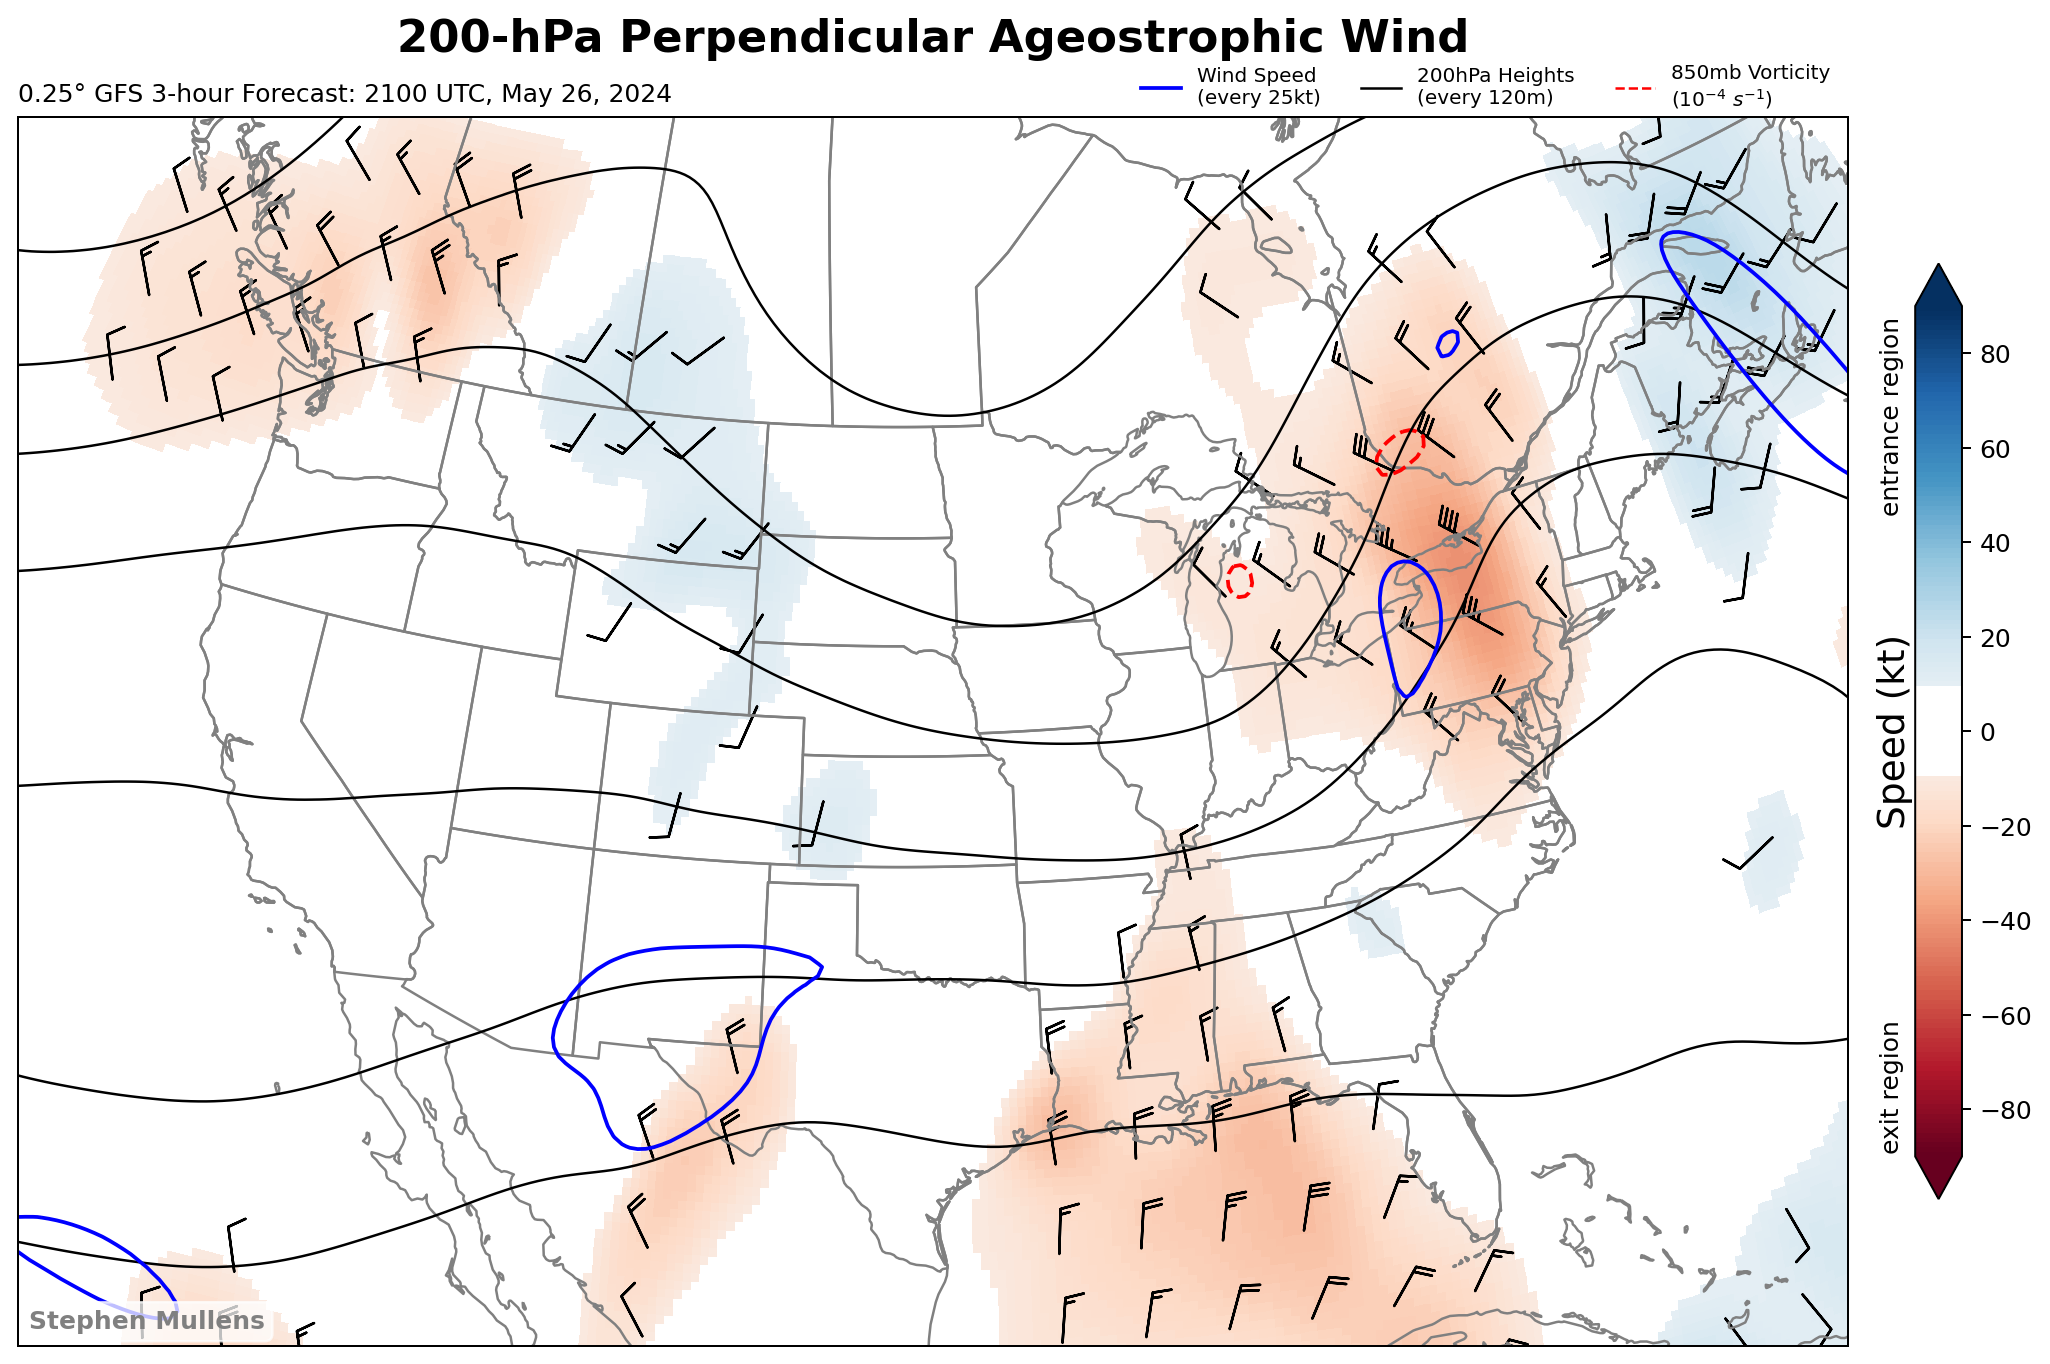 200-hPa Perpendicular Ageostrophic Wind
0.25° GFS 3-hour Forecast: 2100 UTC, May 26, 2024
Wind Speed
(every 25kt)
200hPa Heights
(every 120m)
850mb Vorticity
(10⁻⁴ s⁻¹)
entrance region
Speed (kt)
exit region
80
60
40
20
0
−20
−40
−60
−80
Stephen Mullens